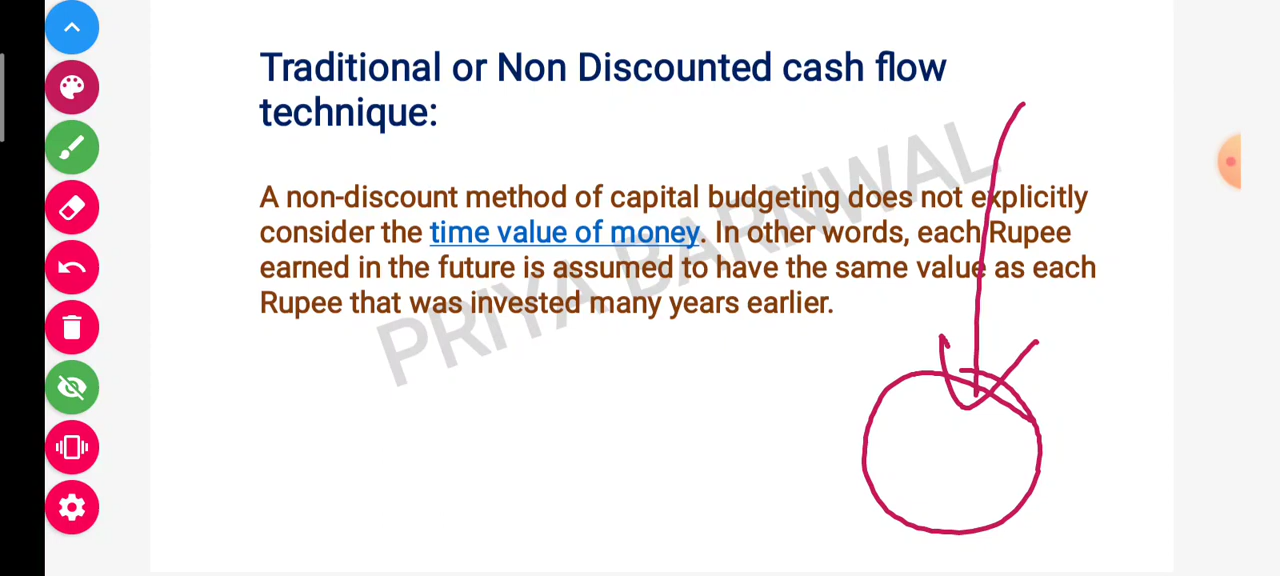 Traditional or Non Discounted cash flow
technique:
A non-discount method of capital budgeting does not explicitly
consider the time value of money. In other words, each Rupee
earned in the future is assumed to have the same value as each
Rupee that was invested many years earlier.
PRIYA BARNWAL